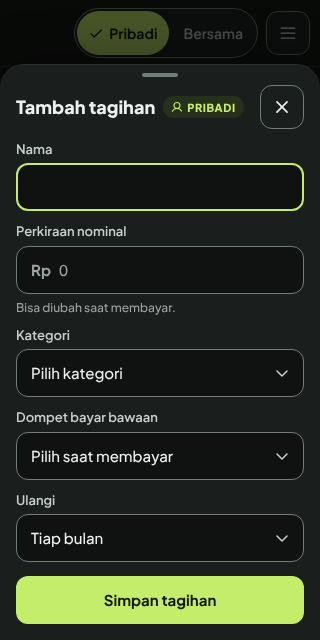 Pribadi
Bersama
Tambah tagihan
PRIBADI
Nama
Perkiraan nominal
Rp 0
Bisa diubah saat membayar.
Kategori
Pilih kategori
Dompet bayar bawaan
Pilih saat membayar
Ulangi
Tiap bulan
Simpan tagihan